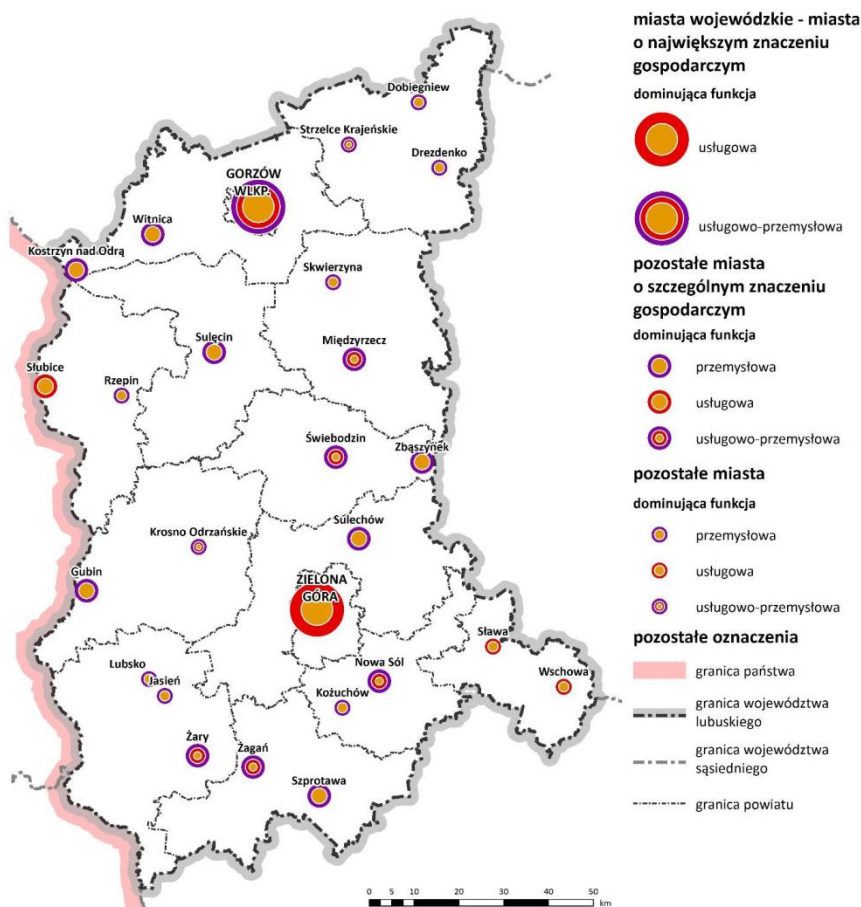 Dobiegniew
Strzelce Krajeńskie
Drezdenko
GORZÓW
WLKP.
Witnica
Kostrzyn nad Odrą
Skwierzyna
Sulęcin
Międzyrzecz
Słubice
Rzepin
Świebodzin
Zbąszynek
Sulechów
Krosno Odrzańskie
Gubin
ZIELONA
GÓRA
Sława
Wschowa
Nowa Sól
Kożuchów
Lubsko
Jasień
Żary
Żagań
Szprotawa
miasta wojewódzkie - miasta
o największym znaczeniu
gospodarczym
dominująca funkcja
usługowa
usługowo-przemysłowa
pozostałe miasta
o szczególnym znaczeniu
gospodarczym
dominująca funkcja
przemysłowa
usługowa
usługowo-przemysłowa
pozostałe miasta
dominująca funkcja
przemysłowa
usługowa
usługowo-przemysłowa
pozostałe oznaczenia
granica państwa
granica województwa
lubuskiego
granica województwa
sąsiedniego
granica powiatu
0 5 10 20 30 40 50
km